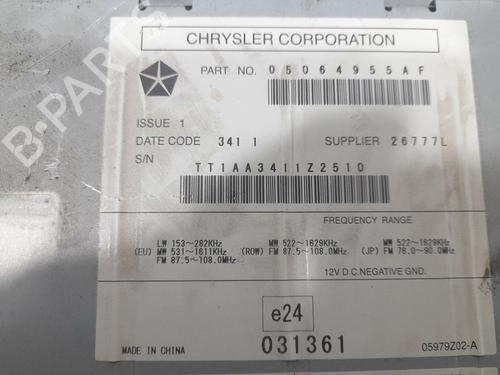 CHRYSLER CORPORATION
PART NO. 05064955AF
ISSUE 1
DATE CODE 341 1 SUPPLIER 26777L
S/N
TT1AA3411Z2510
FREQUENCY RANGE
LW 153~282KHz MW 522~1629KHz MW 522~1629KHz
(EU) MW 531~1611KHz (ROW) FM 87.5~108.0MHz (JP) FM 76.0~90.0MHz
FM 87.5~108.0MHz
12V D.C.NEGATIVE GND.
e24
031361
MADE IN CHINA 05979Z02-A
B-PARTS